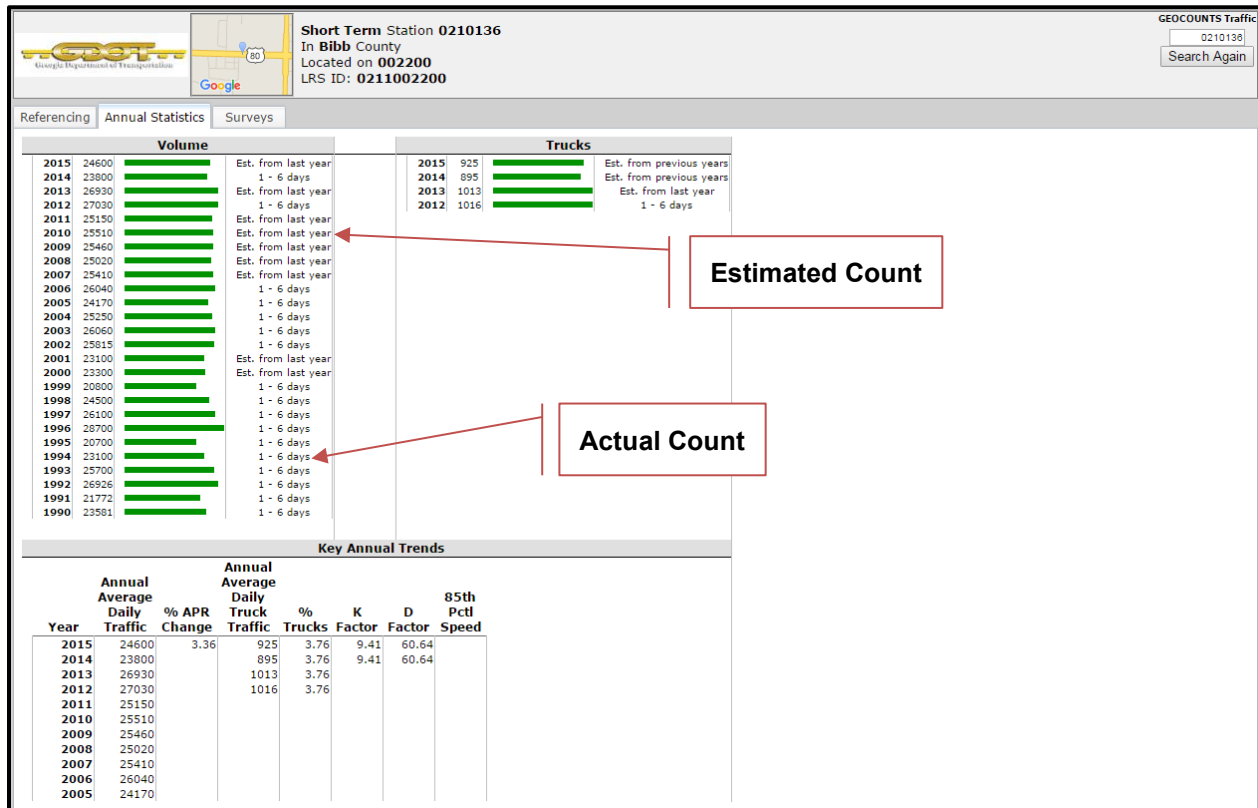 GDOT
Georgia Department of Transportation
80
Google
Short Term Station 0210136
In Bibb County
Located on 002200
LRS ID: 0211002200
GEOCOUNTS Traffic
0210136
Search Again
Referencing Annual Statistics Surveys
Volume
2015 24600 Est. from last year
2014 23800 1 - 6 days
2013 26930 Est. from last year
2012 27030 1 - 6 days
2011 25150 Est. from last year
2010 25510 Est. from last year
2009 25460 Est. from last year
2008 25020 Est. from last year
2007 25410 Est. from last year
2006 26040 1 - 6 days
2005 24170 1 - 6 days
2004 25250 1 - 6 days
2003 26060 1 - 6 days
2002 25815 1 - 6 days
2001 23100 Est. from last year
2000 23300 Est. from last year
1999 20800 1 - 6 days
1998 24500 1 - 6 days
1997 26100 1 - 6 days
1996 28700 1 - 6 days
1995 20700 1 - 6 days
1994 23100 1 - 6 days
1993 25700 1 - 6 days
1992 26926 1 - 6 days
1991 21772 1 - 6 days
1990 23581 1 - 6 days
Trucks
2015 925 Est. from previous years
2014 895 Est. from previous years
2013 1013 Est. from last year
2012 1016 1 - 6 days
Estimated Count
Actual Count
Key Annual Trends
Annual
Annual Average
Average Daily 85th
Daily % APR Truck % K D Pctl
Year Traffic Change Traffic Trucks Factor Factor Speed
2015 24600 3.36 925 3.76 9.41 60.64
2014 23800 895 3.76 9.41 60.64
2013 26930 1013 3.76
2012 27030 1016 3.76
2011 25150
2010 25510
2009 25460
2008 25020
2007 25410
2006 26040
2005 24170